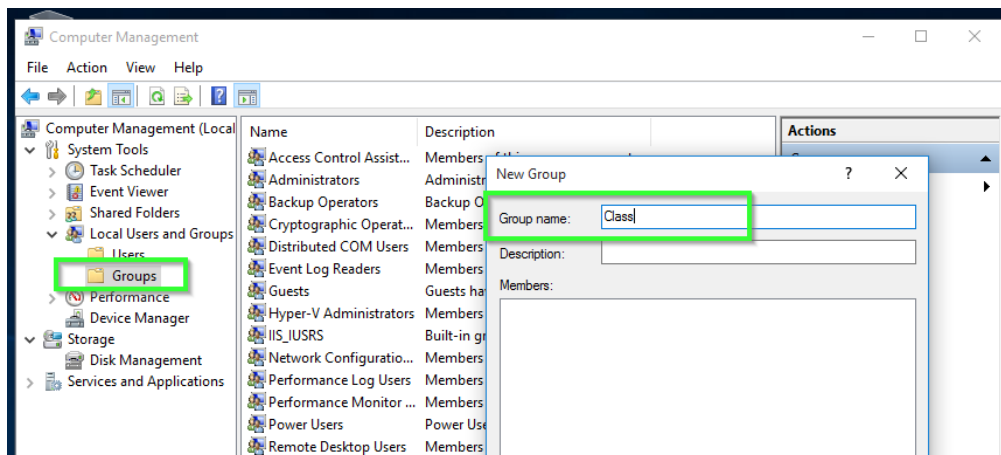 Computer Management
File Action View Help
Computer Management (Local
System Tools
Task Scheduler
Event Viewer
Shared Folders
Local Users and Groups
Users
Groups
Performance
Device Manager
Storage
Disk Management
Services and Applications
Name Description
Access Control Assist... Members
Administrators Administr
Backup Operators Backup O
Cryptographic Operat... Members
Distributed COM Users Members
Event Log Readers Members
Guests Guests ha
Hyper-V Administrators Members
IIS_IUSRS Built-in gr
Network Configuratio... Members
Performance Log Users Members
Performance Monitor ... Members
Power Users Power Use
Remote Desktop Users Members
New Group ?
Group name: Class
Description:
Members:
Actions